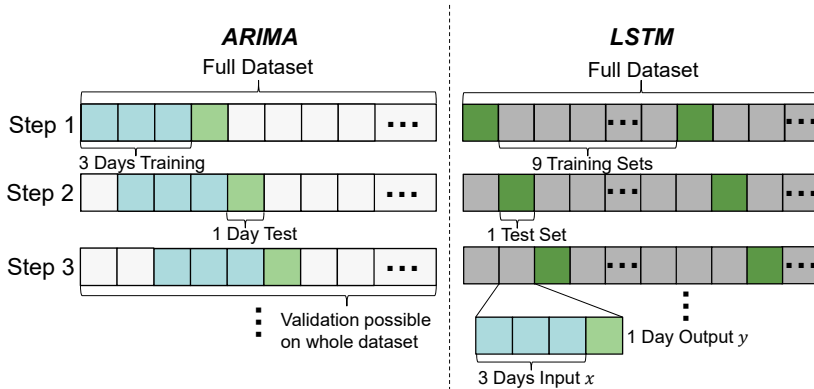 ARIMA
Full Dataset
Step 1
...
3 Days Training
Step 2
...
1 Day Test
Step 3
...
Validation possible
on whole dataset
LSTM
Full Dataset
... ...
9 Training Sets
... ...
1 Test Set
... ...
1 Day Output y
3 Days Input x